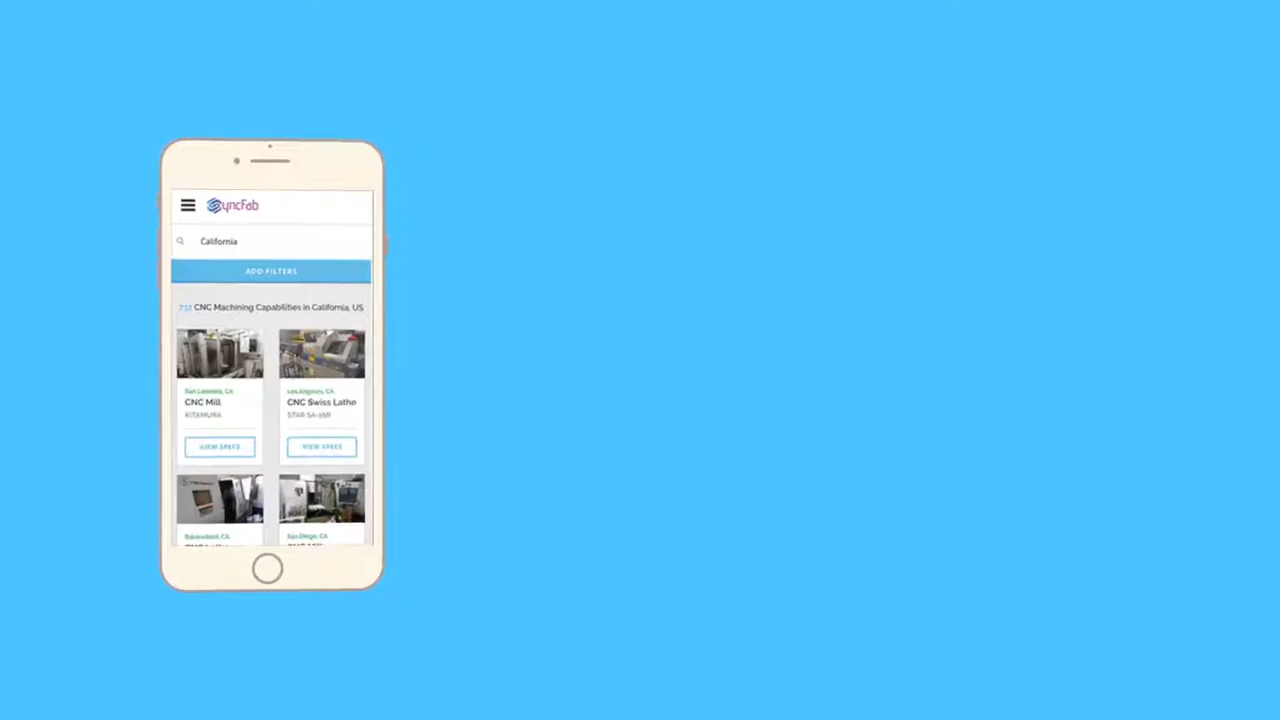 SyncFab
California
ADD FILTERS
732 CNC Machining Capabilities in California, US
San Leandro, CA
Los Angeles, CA
CNC Mill
CNC Swiss Lathe
KITAMURA
STAR SA-16R
VIEW SPECS
VIEW SPECS
Bakersfield, CA
San Diego, CA